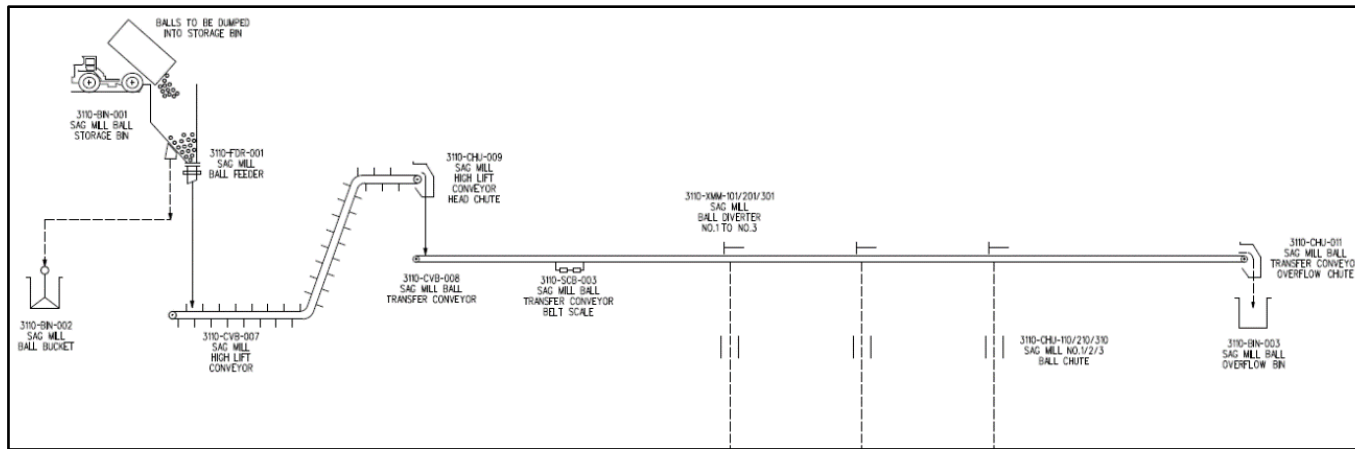 BALLS TO BE DUMPED
INTO STORAGE BIN
3110-BIN-001
SAG MILL BALL
STORAGE BIN
3110-FDR-001
SAG MILL
BALL FEEDER
3110-BIN-002
SAG MILL
BALL BUCKET
3110-CVB-007
SAG MILL
HIGH LIFT
CONVEYOR
3110-CHU-009
SAG MILL
HIGH LIFT
CONVEYOR
HEAD CHUTE
3110-CVB-008
SAG MILL BALL
TRANSFER CONVEYOR
3110-SCB-003
SAG MILL BALL
TRANSFER CONVEYOR
BELT SCALE
3110-XMM-101/201/301
SAG MILL
BALL DIVERTER
NO.1 TO NO.3
3110-CHU-110/210/310
SAG MILL NO.1/2/3
BALL CHUTE
3110-CHU-011
SAG MILL BALL
TRANSFER CONVEYO
OVERFLOW CHUTE
3110-BIN-003
SAG MILL BALL
OVERFLOW BIN